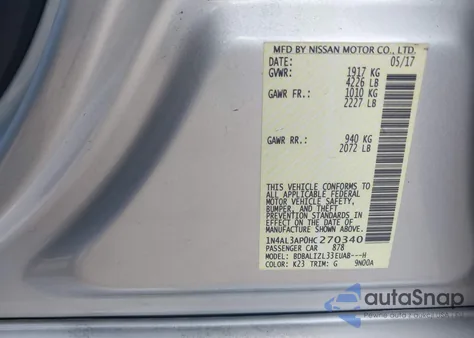 MFD BY NISSAN MOTOR CO., LTD.
DATE: 05/17
GVWR: 1917 KG
4226 LB
GAWR FR.: 1010 KG
2227 LB
GAWR RR.: 940 KG
2072 LB
THIS VEHICLE CONFORMS TO
ALL APPLICABLE FEDERAL
MOTOR VEHICLE SAFETY,
BUMPER, AND THEFT
PREVENTION STANDARDS IN
EFFECT ON THE DATE OF
MANUFACTURE SHOWN ABOVE.
1N4AL3AP0HC270340
PASSENGER CAR 878
MODEL: BDBALIZL33EUAB---H
COLOR: K23 TRIM: G 9N00A
autoSnap